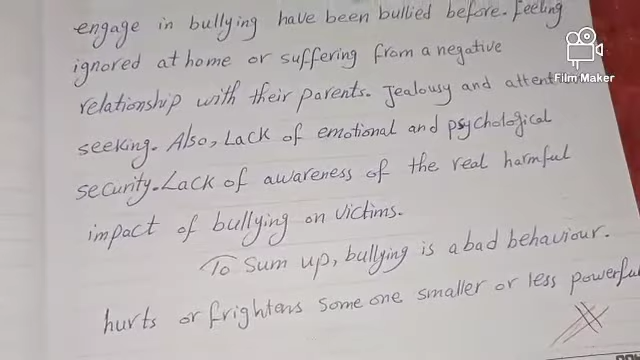 engage in bullying have been bullied before. Feeling
ignored at home or suffering from a negative
relationship with their parents. Jealousy and attent
seeking. Also, Lack of emotional and psychological
security. Lack of awareness of the real harmful
impact of bullying on victims.
To sum up, bullying is a bad behaviour.
hurts or frightens someone smaller or less powerful
Film Maker